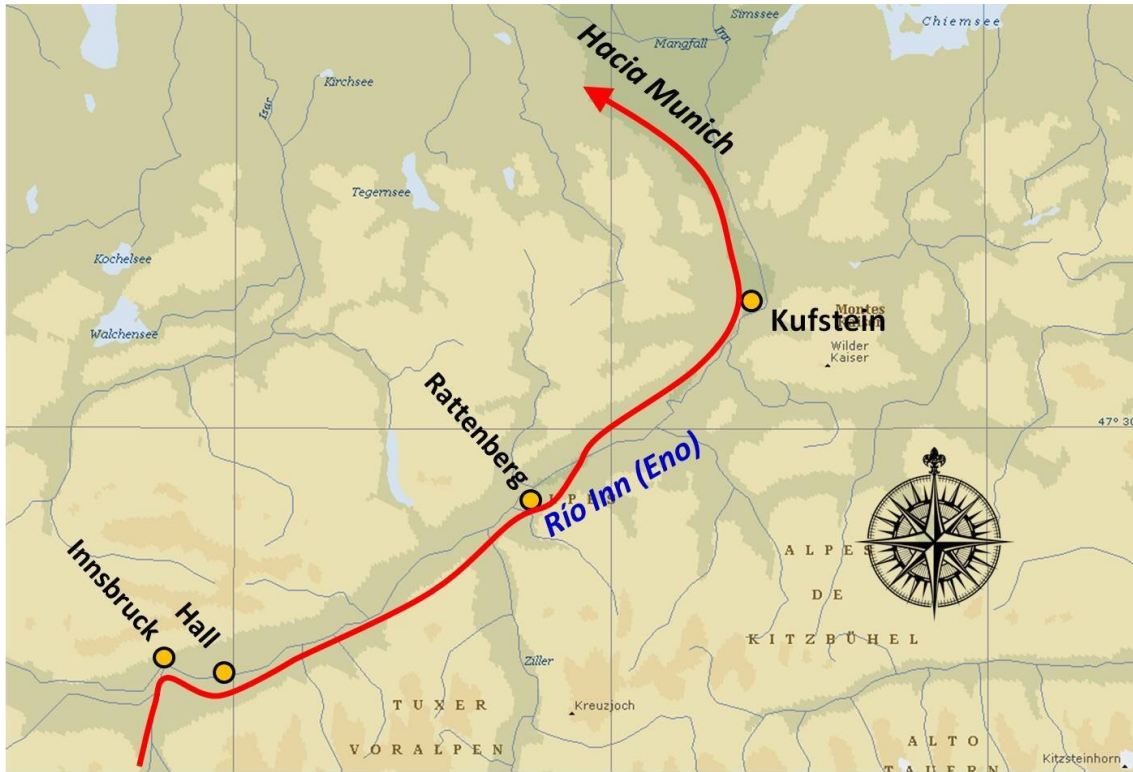 Simssee
Chiemsee
Mangfall
Inn
Hacia Munich
Kirchsee
Isar
Tegernsee
Kochelsee
Walchensee
Kufstein
Montes
Wilder
Kaiser
47° 30
Rattenberg
Río Inn (Eno)
ALPES
DE
KITZBÜHEL
Innsbruck
Hall
Ziller
TUXER
VORALPEN
Kreuzjoch
ALTO
TAUERN
Kitzsteinhorn